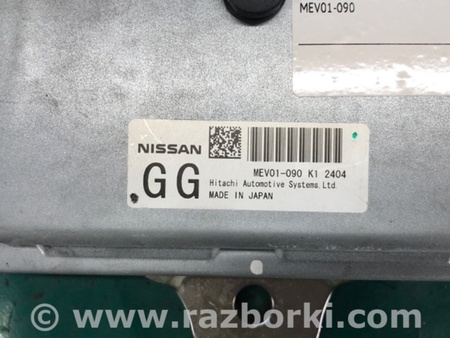 MEV01-090
NISSAN
GG
MEV01-090 K1 2404
Hitachi Automotive Systems.Ltd.
MADE IN JAPAN
© www.razborki.com